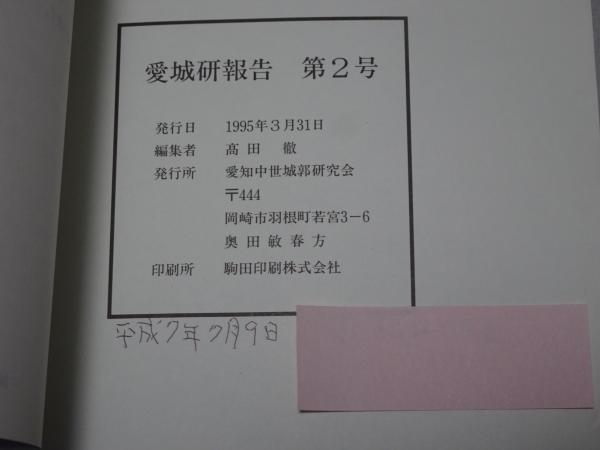 愛城研報告　第２号
発行日　1995年３月31日
編集者　髙田　徹
発行所　愛知中世城郭研究会
〒444
岡崎市羽根町若宮3−6
奥田敏春方
印刷所　駒田印刷株式会社
平成7年7月9日